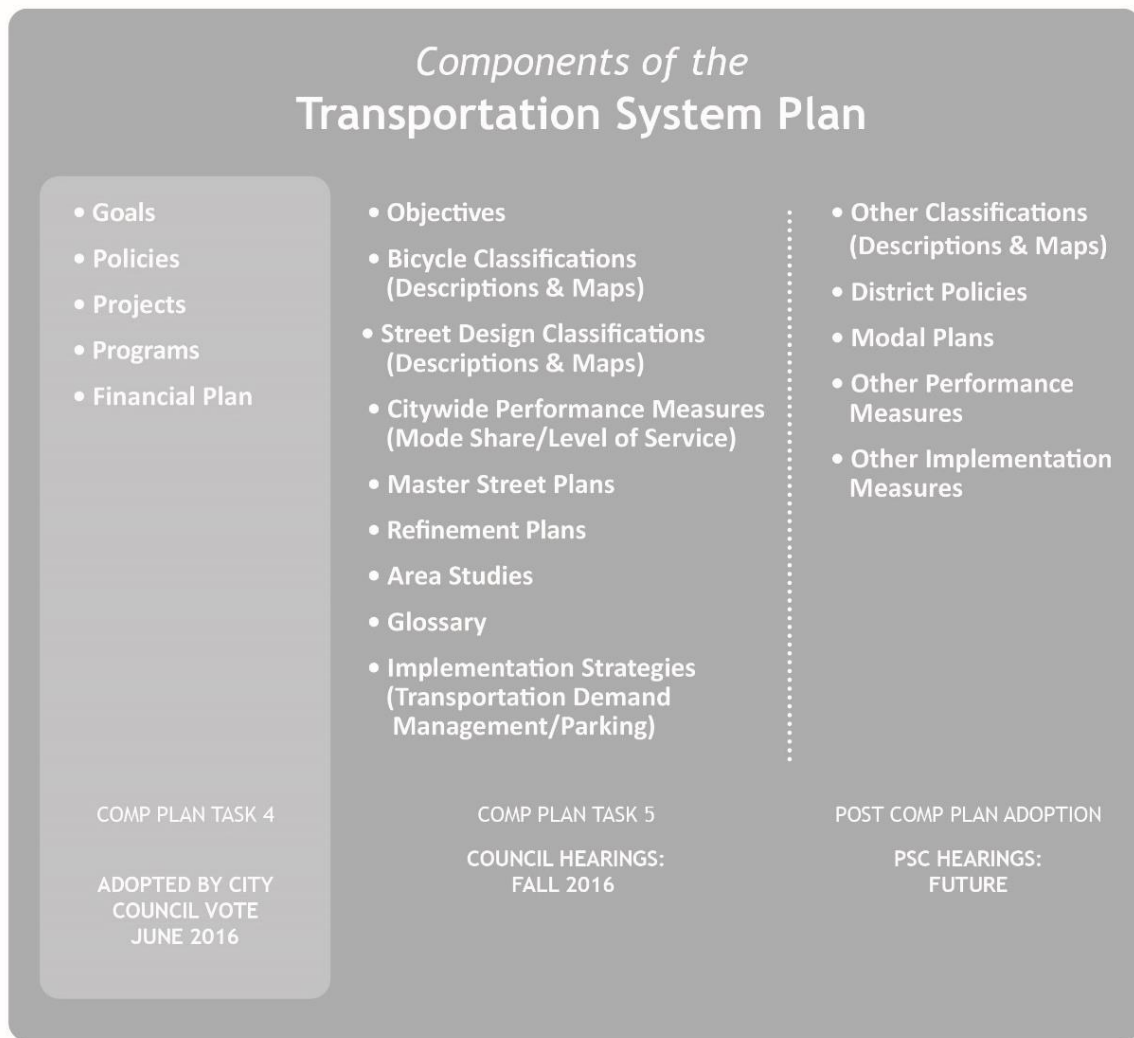 Components of the
Transportation System Plan
• Goals
• Policies
• Projects
• Programs
• Financial Plan
COMP PLAN TASK 4
ADOPTED BY CITY
COUNCIL VOTE
JUNE 2016
• Objectives
• Bicycle Classifications
(Descriptions & Maps)
• Street Design Classifications
(Descriptions & Maps)
• Citywide Performance Measures
(Mode Share/Level of Service)
• Master Street Plans
• Refinement Plans
• Area Studies
• Glossary
• Implementation Strategies
(Transportation Demand
Management/Parking)
COMP PLAN TASK 5
COUNCIL HEARINGS:
FALL 2016
• Other Classifications
(Descriptions & Maps)
• District Policies
• Modal Plans
• Other Performance
Measures
• Other Implementation
Measures
POST COMP PLAN ADOPTION
PSC HEARINGS:
FUTURE